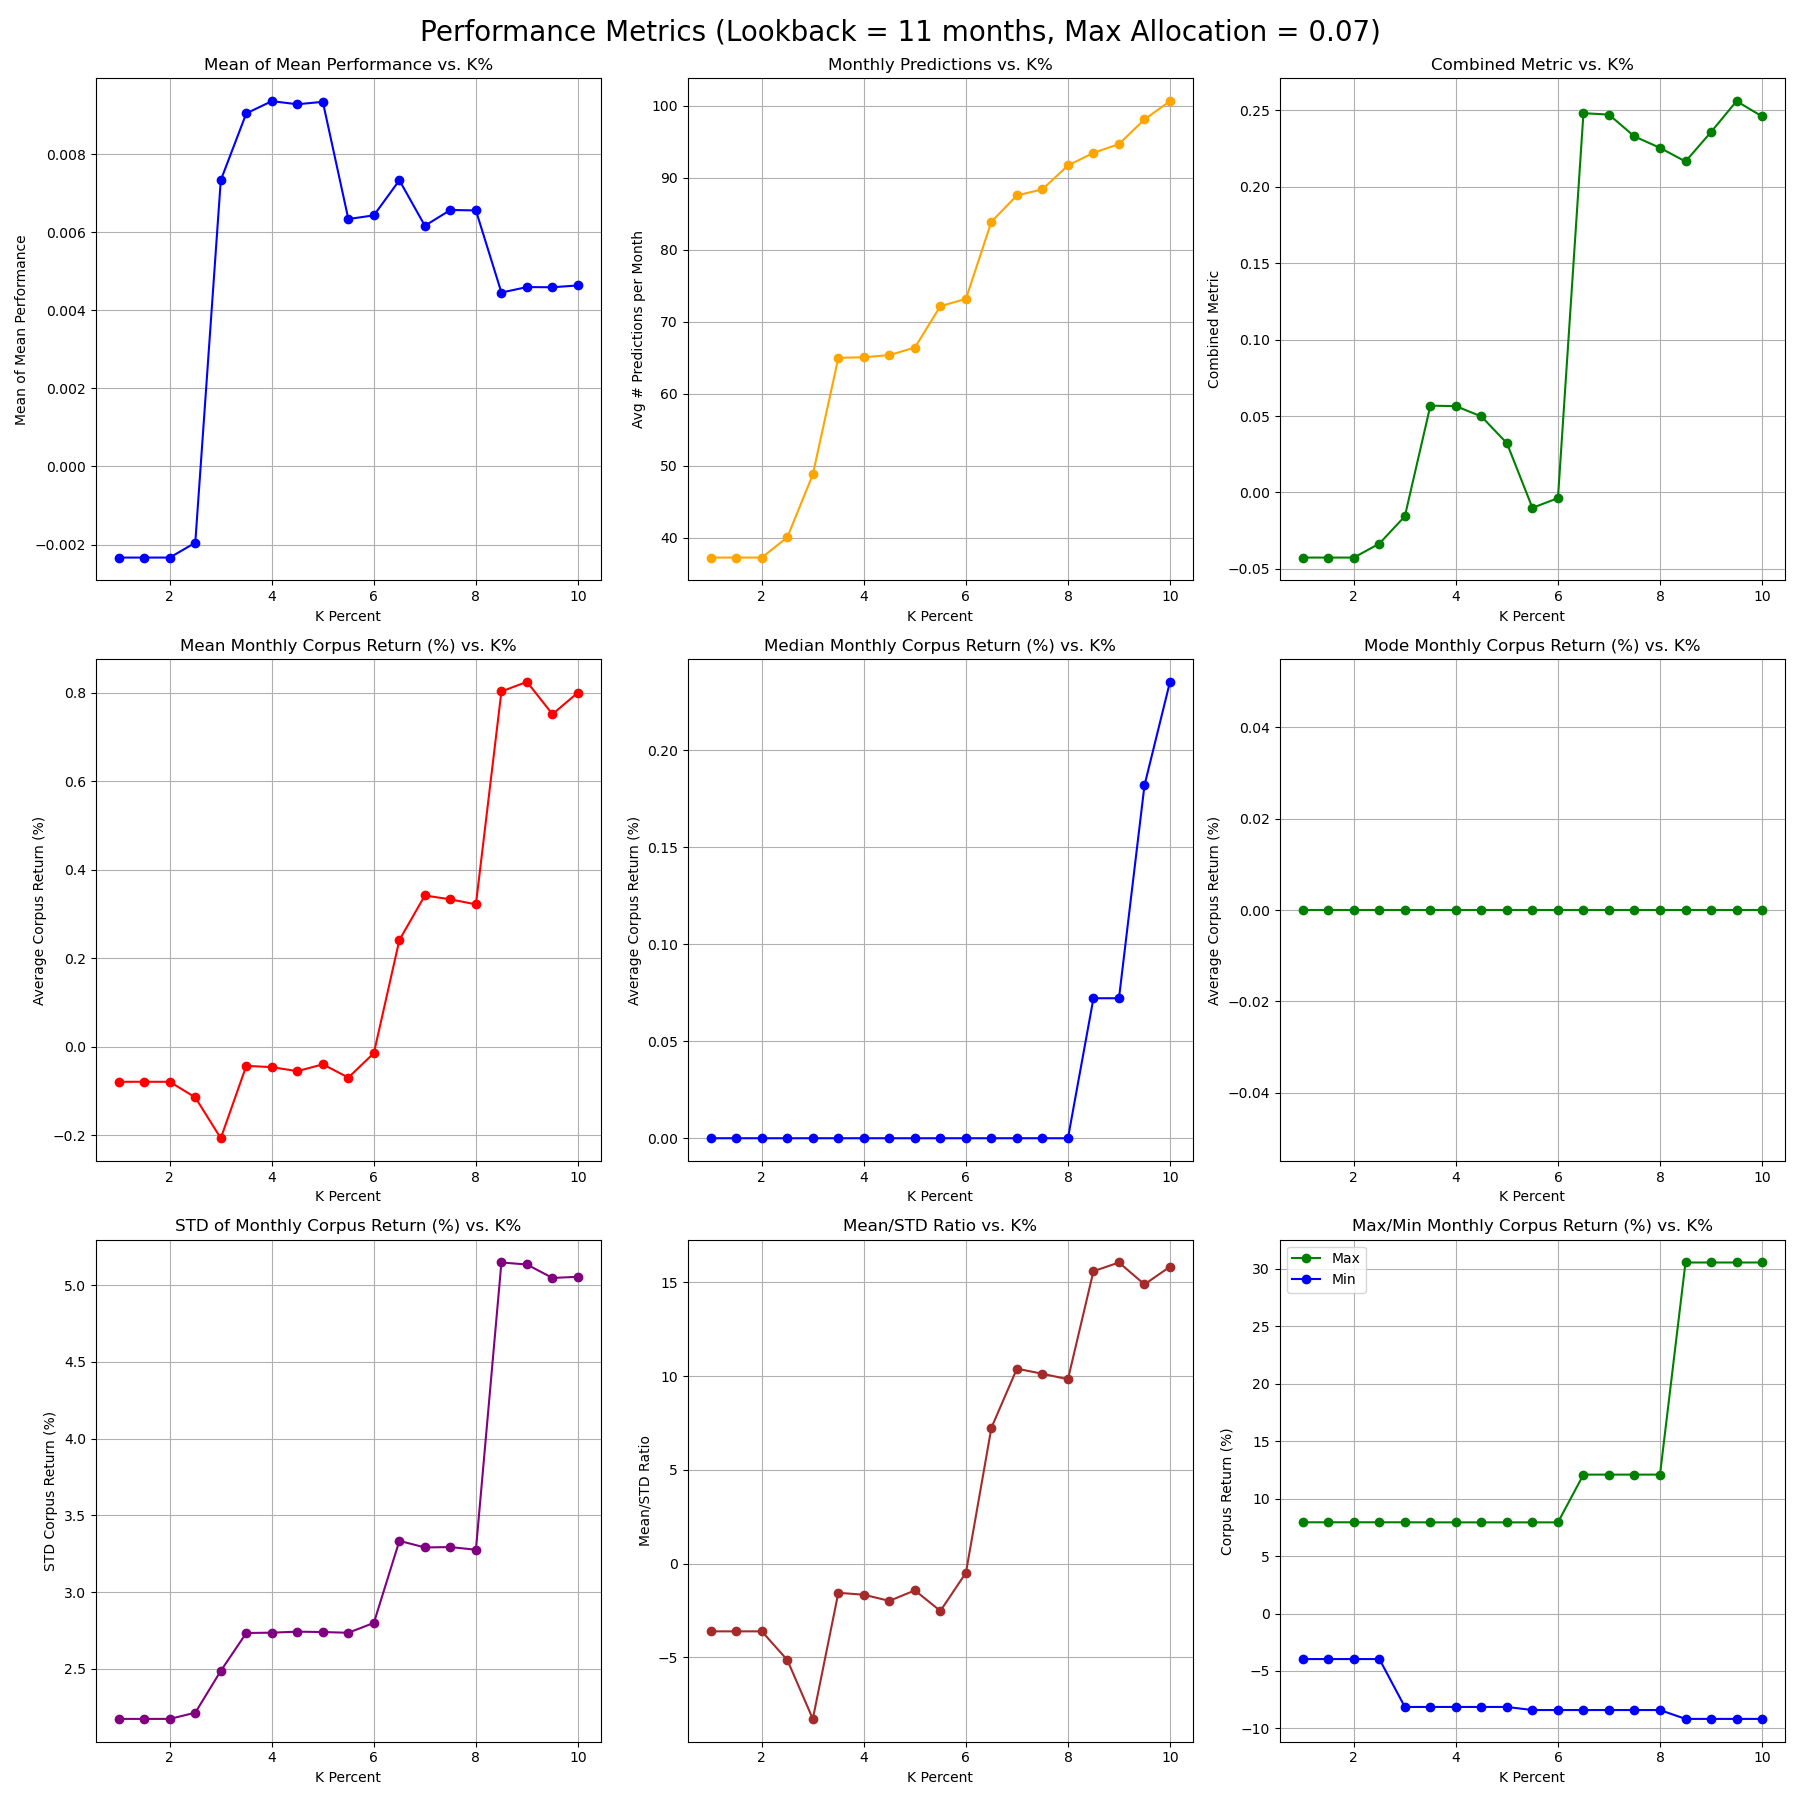 Performance Metrics (Lookback = 11 months, Max Allocation = 0.07)
Mean of Mean Performance vs. K%
Mean of Mean Performance
0.008
0.006
0.004
0.002
0.000
−0.002
2 4 6 8 10
K Percent
Monthly Predictions vs. K%
Avg # Predictions per Month
100
90
80
70
60
50
40
2 4 6 8 10
K Percent
Combined Metric vs. K%
Combined Metric
0.25
0.20
0.15
0.10
0.05
0.00
−0.05
2 4 6 8 10
K Percent
Mean Monthly Corpus Return (%) vs. K%
Average Corpus Return (%)
0.8
0.6
0.4
0.2
0.0
−0.2
2 4 6 8 10
K Percent
Median Monthly Corpus Return (%) vs. K%
Average Corpus Return (%)
0.20
0.15
0.10
0.05
0.00
2 4 6 8 10
K Percent
Mode Monthly Corpus Return (%) vs. K%
Average Corpus Return (%)
0.04
0.02
0.00
−0.02
−0.04
2 4 6 8 10
K Percent
STD of Monthly Corpus Return (%) vs. K%
STD Corpus Return (%)
5.0
4.5
4.0
3.5
3.0
2.5
2 4 6 8 10
K Percent
Mean/STD Ratio vs. K%
Mean/STD Ratio
15
10
5
0
−5
2 4 6 8 10
K Percent
Max/Min Monthly Corpus Return (%) vs. K%
Max
Min
Corpus Return (%)
30
25
20
15
10
5
0
−5
−10
2 4 6 8 10
K Percent